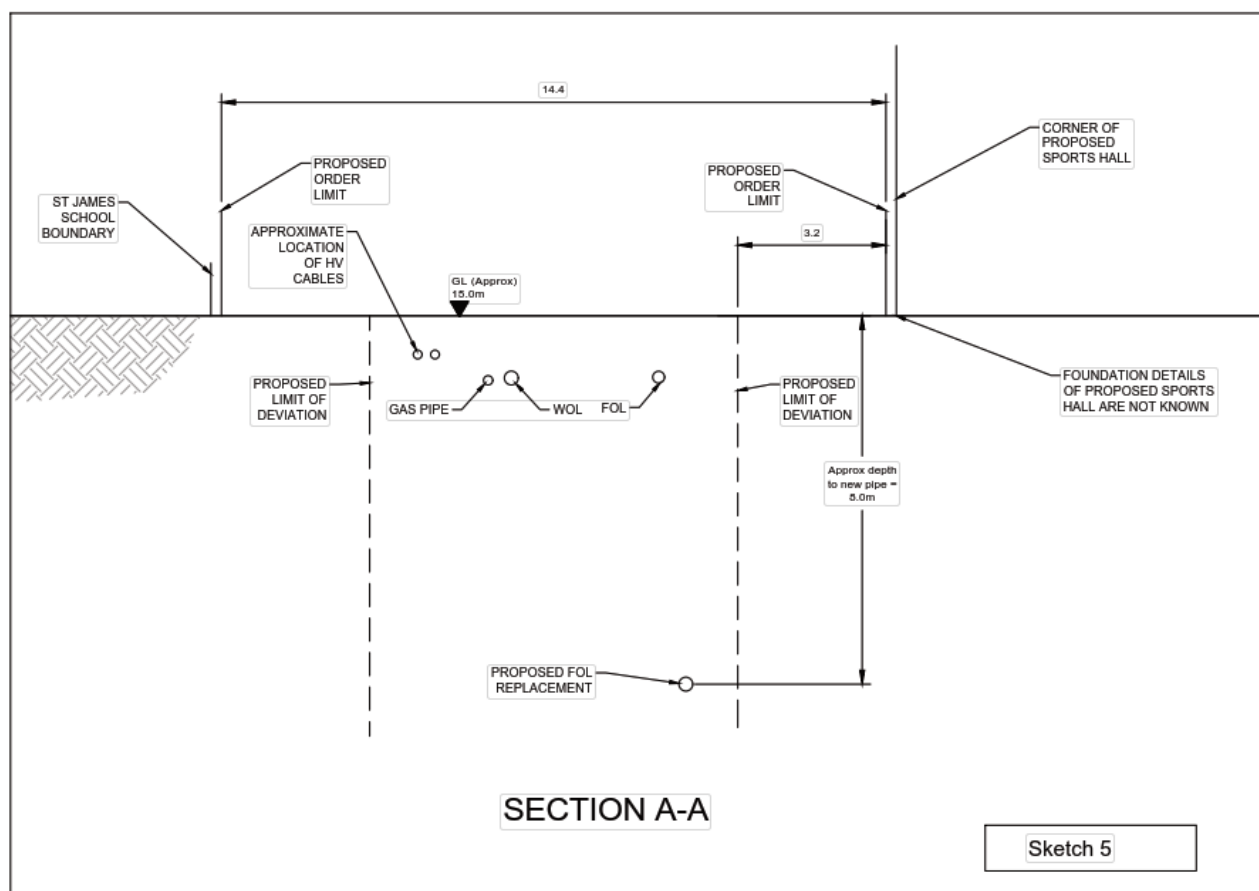 14.4
CORNER OF
PROPOSED
SPORTS HALL
PROPOSED
ORDER
LIMIT
PROPOSED
ORDER
LIMIT
ST JAMES
SCHOOL
BOUNDARY
APPROXIMATE
LOCATION
OF HV
CABLES
3.2
GL (Approx)
15.0m
PROPOSED
LIMIT OF
DEVIATION
GAS PIPE
WOL
FOL
PROPOSED
LIMIT OF
DEVIATION
FOUNDATION DETAILS
OF PROPOSED SPORTS
HALL ARE NOT KNOWN
Approx depth
to new pipe =
8.0m
PROPOSED FOL
REPLACEMENT
SECTION A-A
Sketch 5